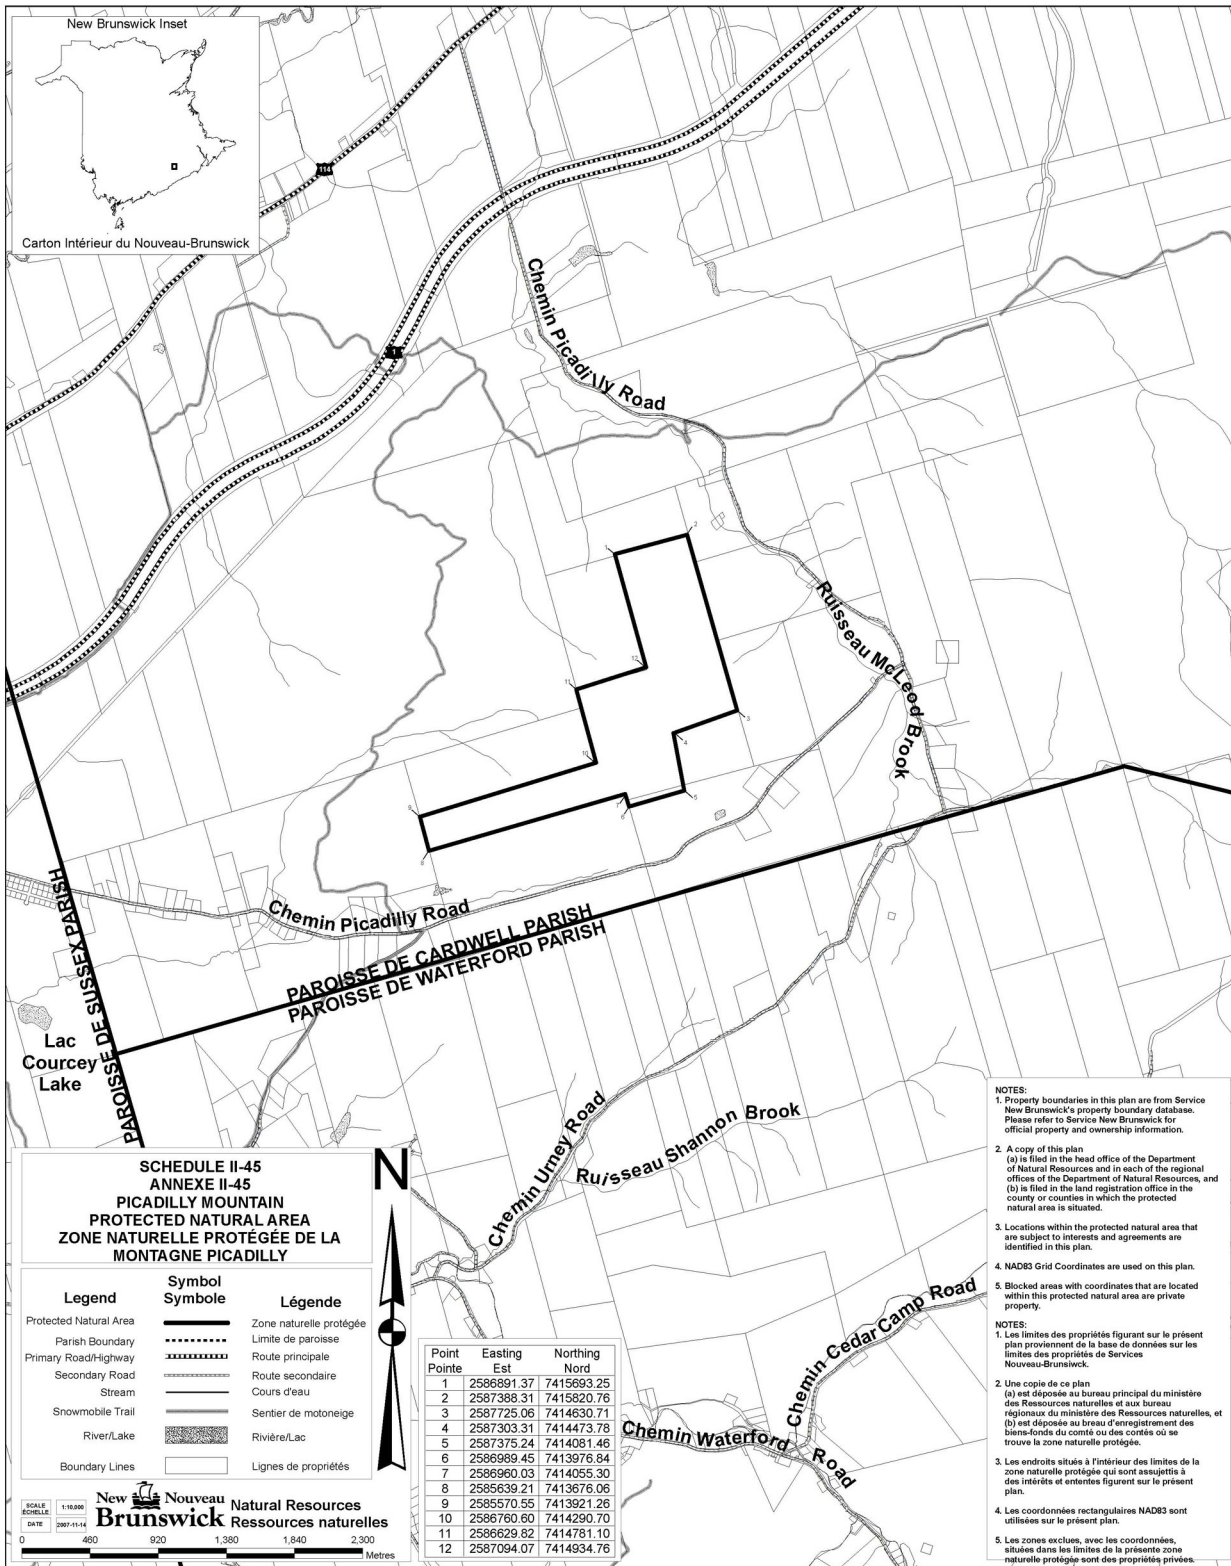 New Brunswick Inset
Carton Intérieur du Nouveau-Brunswick
114
1
Chemin Picadilly Road
Ruisseau McLeod Brook
1
2
3
4
5
6
7
8
9
10
11
12
Chemin Picadilly Road
PAROISSE DE CARDWELL PARISH
PAROISSE DE WATERFORD PARISH
PAROISSE DE SUSSEX PARISH
Lac
Courcey
Lake
Chemin Urney Road
Ruisseau Shannon Brook
Chemin Cedar Camp Road
Chemin Waterford Road
SCHEDULE II-45
ANNEXE II-45
PICADILLY MOUNTAIN
PROTECTED NATURAL AREA
ZONE NATURELLE PROTÉGÉE DE LA
MONTAGNE PICADILLY
N
Symbol
Legend Symbole Légende
Protected Natural Area Zone naturelle protégée
Parish Boundary Limite de paroisse
Primary Road/Highway Route principale
Secondary Road Route secondaire
Stream Cours d'eau
Snowmobile Trail Sentier de motoneige
River/Lake Rivière/Lac
Boundary Lines Lignes de propriétés
SCALE ÉCHELLE 1:10,000
DATE 2007-11-14
New Nouveau
Brunswick
Natural Resources
Ressources naturelles
0 460 920 1,380 1,840 2,300
Metres
Point Easting Northing
Pointe Est Nord
1 2586891.37 7415693.25
2 2587388.31 7415820.76
3 2587725.06 7414630.71
4 2587303.31 7414473.78
5 2587375.24 7414081.46
6 2586989.45 7413976.84
7 2586960.03 7414055.30
8 2585639.21 7413676.06
9 2585570.55 7413921.26
10 2586760.60 7414290.70
11 2586629.82 7414781.10
12 2587094.07 7414934.76
NOTES:
1. Property boundaries in this plan are from Service
New Brunswick's property boundary database.
Please refer to Service New Brunswick for
official property and ownership information.
2. A copy of this plan
(a) is filed in the head office of the Department
of Natural Resources and in each of the regional
offices of the Department of Natural Resources, and
(b) is filed in the land registration office in the
county or counties in which the protected
natural area is situated.
3. Locations within the protected natural area that
are subject to interests and agreements are
identified in this plan.
4. NAD83 Grid Coordinates are used on this plan.
5. Blocked areas with coordinates that are located
within this protected natural area are private
property.
NOTES:
1. Les limites des propriétés figurant sur le présent
plan proviennent de la base de données sur les
limites des propriétés de Services
Nouveau-Brunsiwck.
2. Une copie de ce plan
(a) est déposée au bureau principal du ministère
des Ressources naturelles et aux bureau
régionaux du ministère des Ressources naturelles, et
(b) est déposée au breau d'enregistrement des
biens-fonds du comté ou des contés où se
trouve la zone naturelle protégée.
3. Les endroits situés à l'intérieur des limites de la
zone naturelle protégée qui sont assujettis à
des intérêts et ententes figurent sur le présent
plan.
4. Les coordonnées rectangulaires NAD83 sont
utilisées sur le présent plan.
5. Les zones exclues, avec les coordonnées,
situées dans les limites de la présente zone
naturelle protégée sont des propriétés privées.